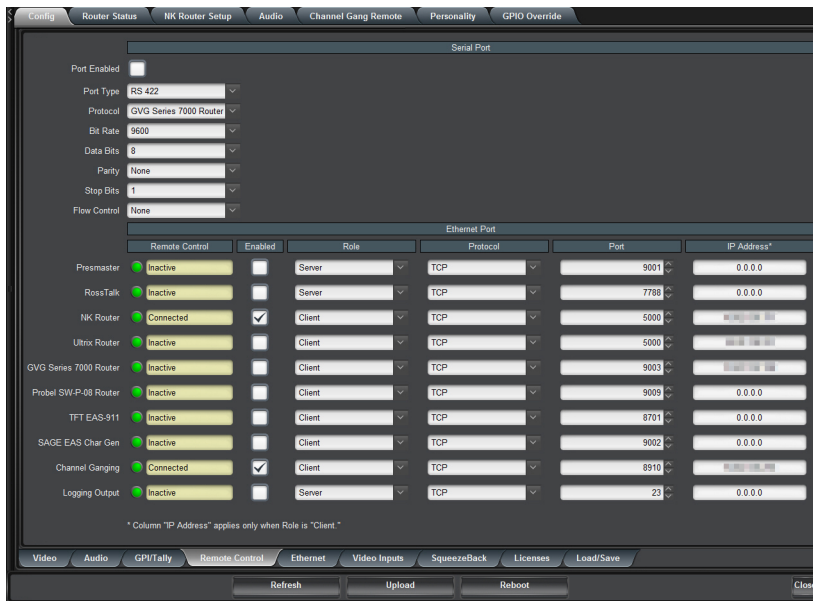 Config Router Status NK Router Setup Audio Channel Gang Remote Personality GPIO Override
Serial Port
Port Enabled
Port Type RS 422
Protocol GVG Series 7000 Router
Bit Rate 9600
Data Bits 8
Parity None
Stop Bits 1
Flow Control None
Ethernet Port
Remote Control Enabled Role Protocol Port IP Address*
Presmaster Inactive Server TCP 9001 0.0.0.0
RossTalk Inactive Server TCP 7788 0.0.0.0
NK Router Connected Client TCP 5000
Ultrix Router Inactive Client TCP 5000
GVG Series 7000 Router Inactive Client TCP 9003
Probel SW-P-08 Router Inactive Client TCP 9009 0.0.0.0
TFT EAS-911 Inactive Client TCP 8701 0.0.0.0
SAGE EAS Char Gen Inactive Client TCP 9002 0.0.0.0
Channel Ganging Connected Client TCP 8910
Logging Output Inactive Server TCP 23 0.0.0.0
* Column "IP Address" applies only when Role is "Client."
Video Audio GPI/Tally Remote Control Ethernet Video Inputs SqueezeBack Licenses Load/Save
Refresh Upload Reboot